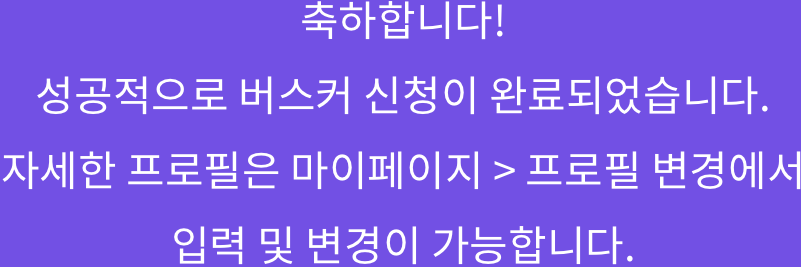 축하합니다!
성공적으로 버스커 신청이 완료되었습니다.
자세한 프로필은 마이페이지 > 프로필 변경에서
입력 및 변경이 가능합니다.